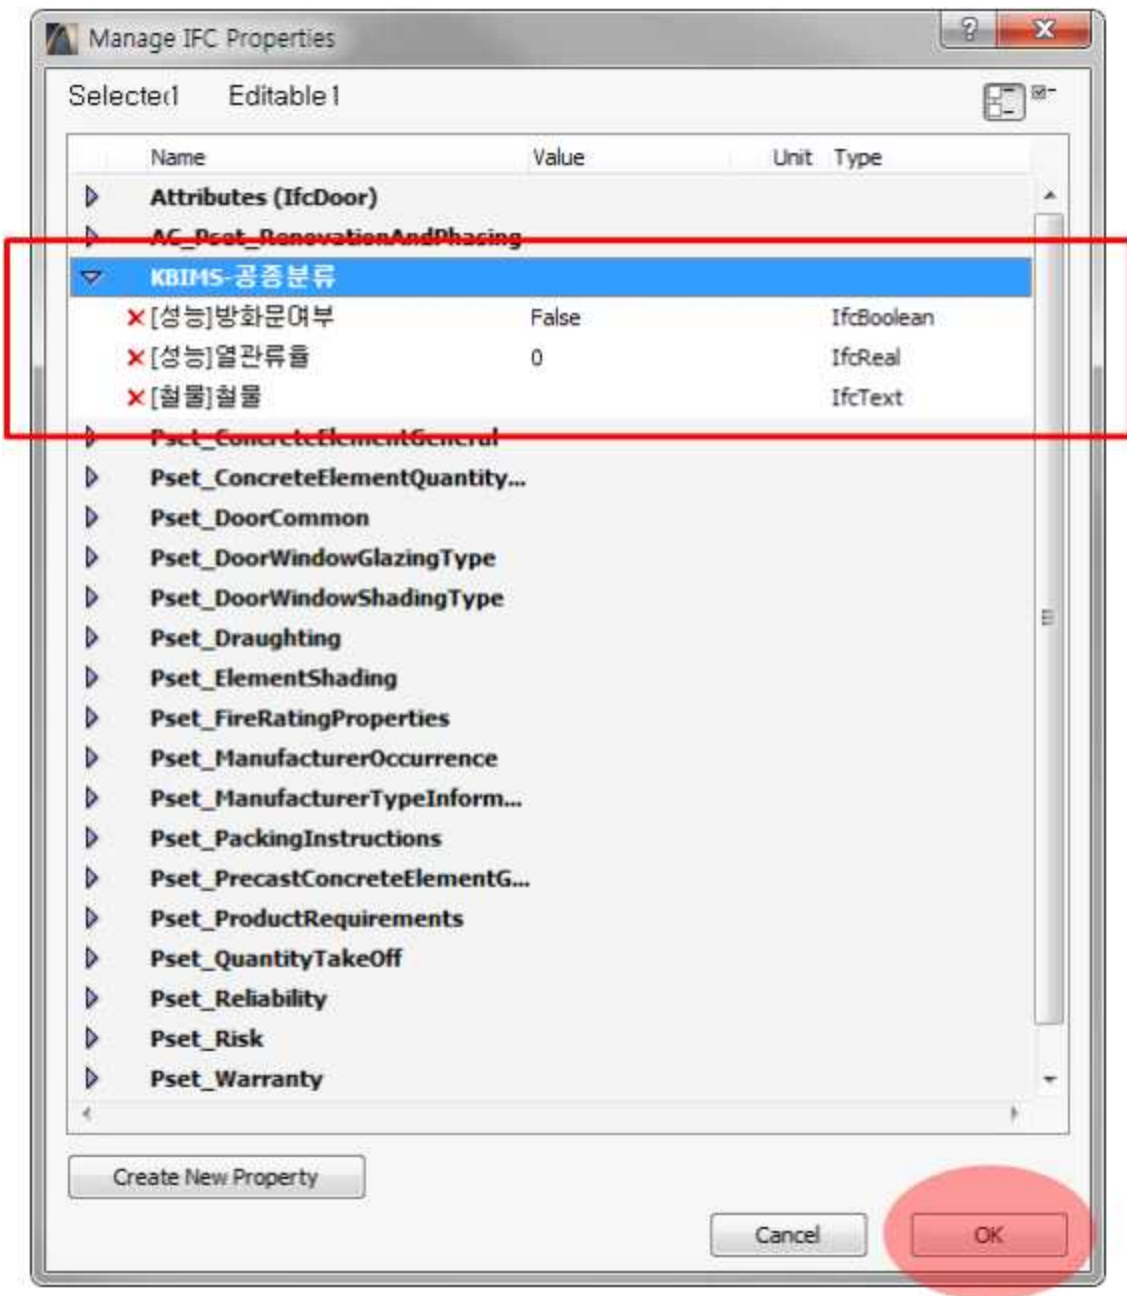 Manage IFC Properties
Selected1 Editable 1
Name Value Unit Type
Attributes (IfcDoor)
AC_Pset_RenovationAndPhasing
KBIMS-공종분류
[성능]방화문여부 False IfcBoolean
[성능]열관류율 0 IfcReal
[철물]철물 IfcText
Pset_ConcreteElementGeneral
Pset_ConcreteElementQuantity...
Pset_DoorCommon
Pset_DoorWindowGlazingType
Pset_DoorWindowShadingType
Pset_Draughting
Pset_ElementShading
Pset_FireRatingProperties
Pset_ManufacturerOccurrence
Pset_ManufacturerTypeInform...
Pset_PackingInstructions
Pset_PrecastConcreteElementG...
Pset_ProductRequirements
Pset_QuantityTakeOff
Pset_Reliability
Pset_Risk
Pset_Warranty
Create New Property
Cancel OK